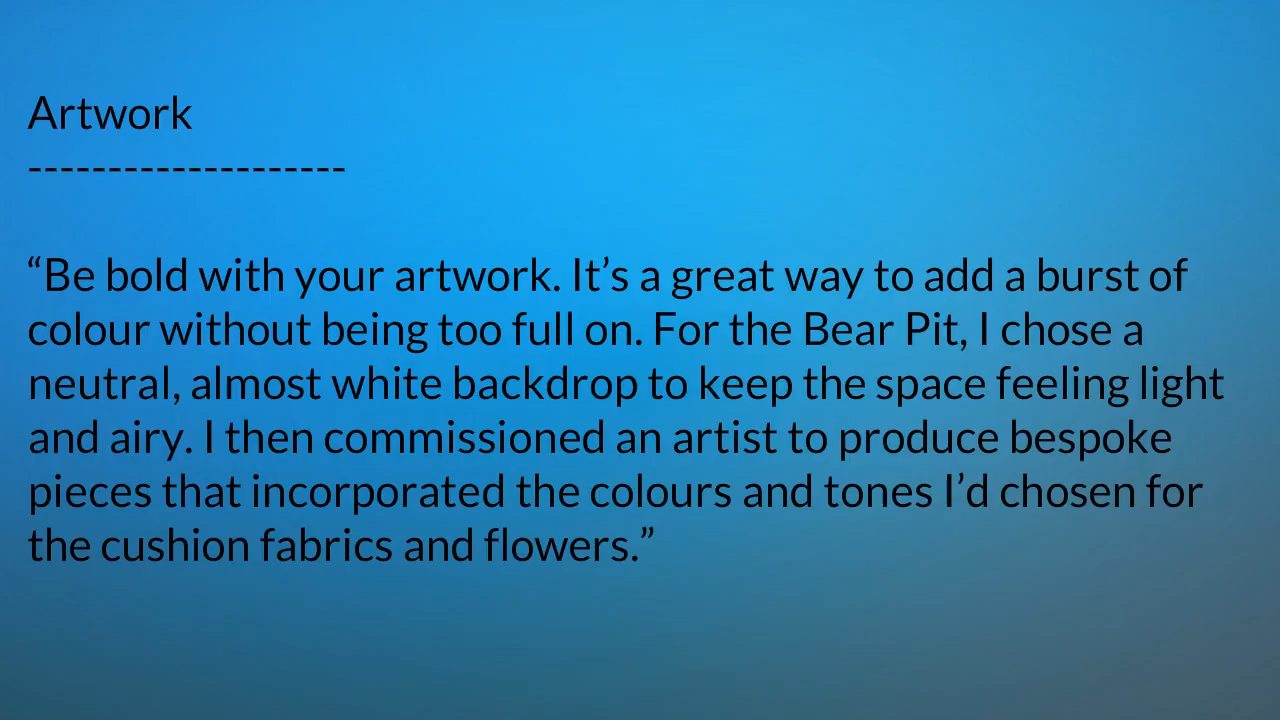 Artwork
--------------------
“Be bold with your artwork. It’s a great way to add a burst of
colour without being too full on. For the Bear Pit, I chose a
neutral, almost white backdrop to keep the space feeling light
and airy. I then commissioned an artist to produce bespoke
pieces that incorporated the colours and tones I’d chosen for
the cushion fabrics and flowers.”